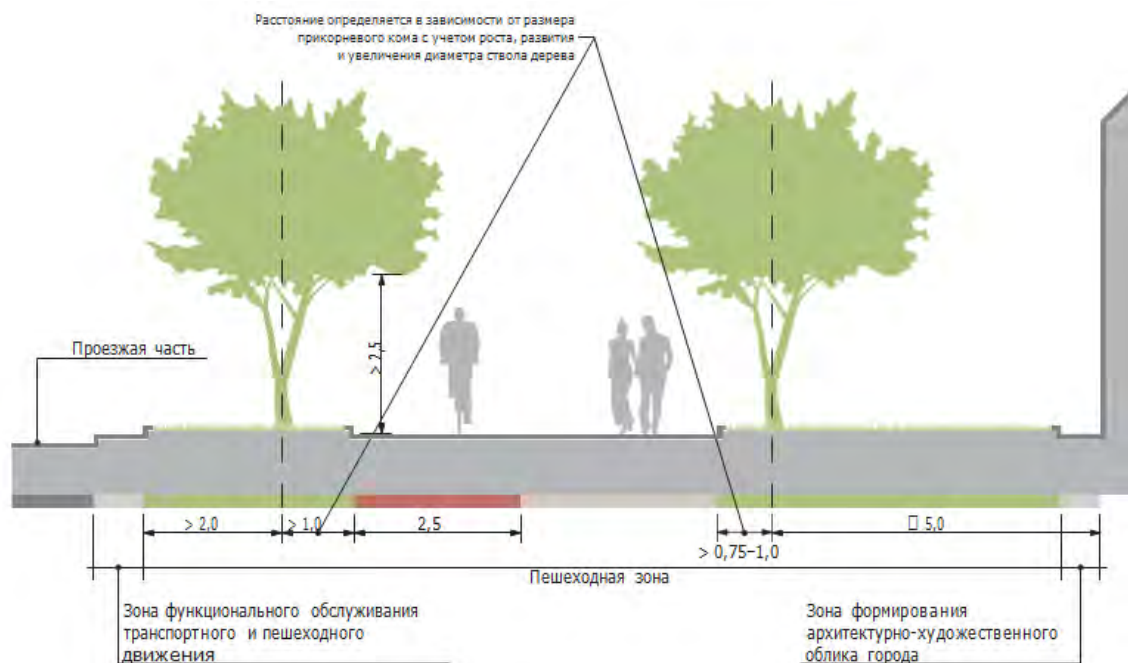 Расстояние определяется в зависимости от размера
прикорневого кома с учетом роста, развития
и увеличения диаметра ствола дерева
Проезжая часть
> 2,5
> 2,0
> 1,0
2,5
> 0,75–1,0
□ 5,0
Пешеходная зона
Зона функционального обслуживания
транспортного и пешеходного
движения
Зона формирования
архитектурно-художественного
облика города